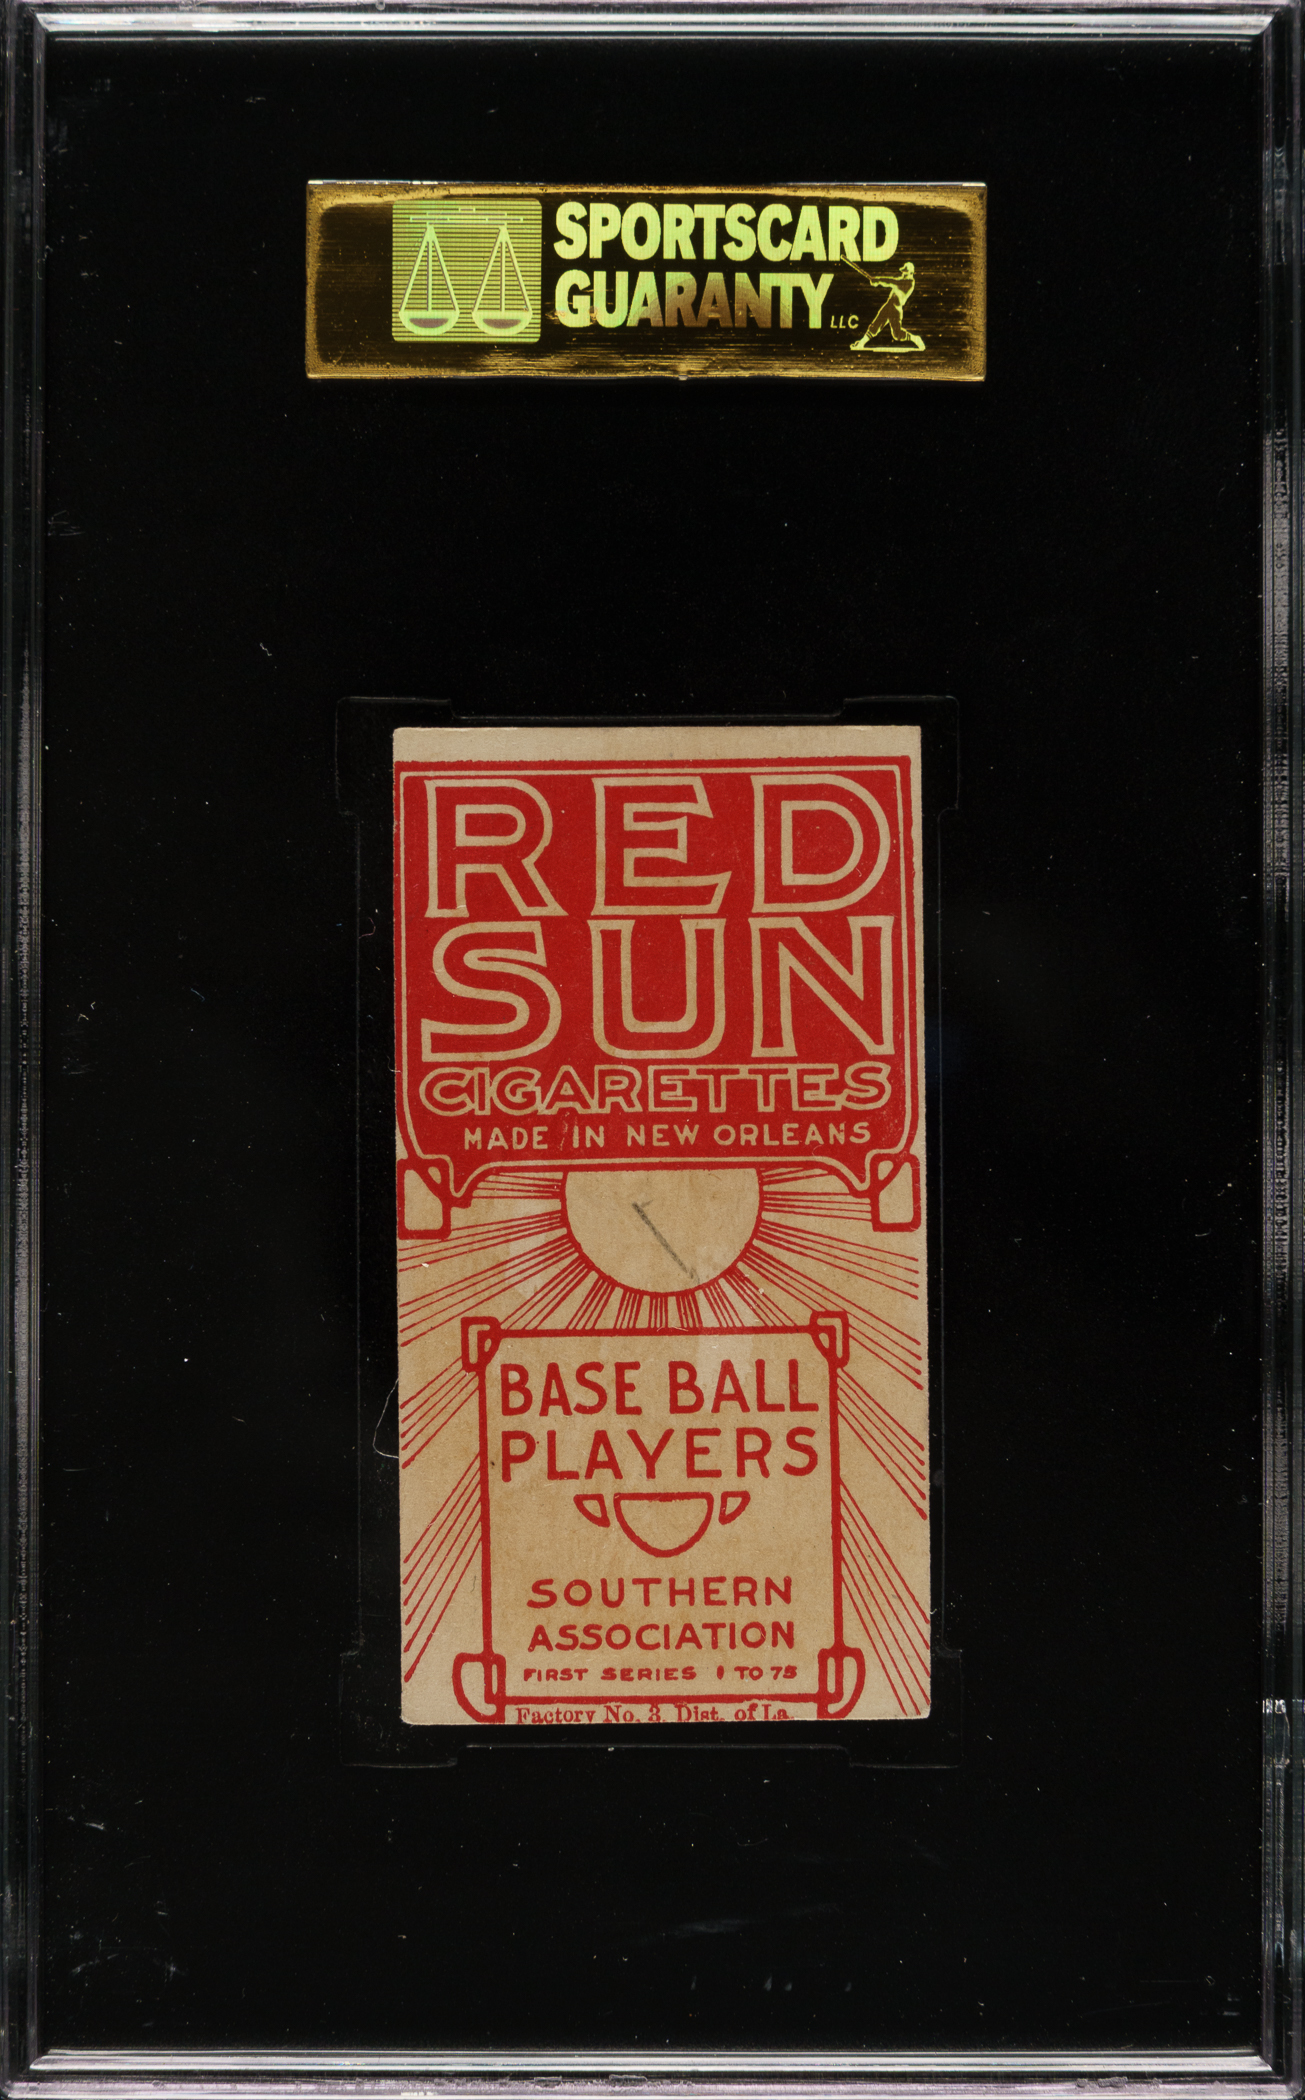 SPORTSCARD
GUARANTY LLC
RED
SUN
CIGARETTES
MADE IN NEW ORLEANS
BASE BALL
PLAYERS
SOUTHERN
ASSOCIATION
FIRST SERIES 1 TO 75
Factory No. 3, Dist. of La.